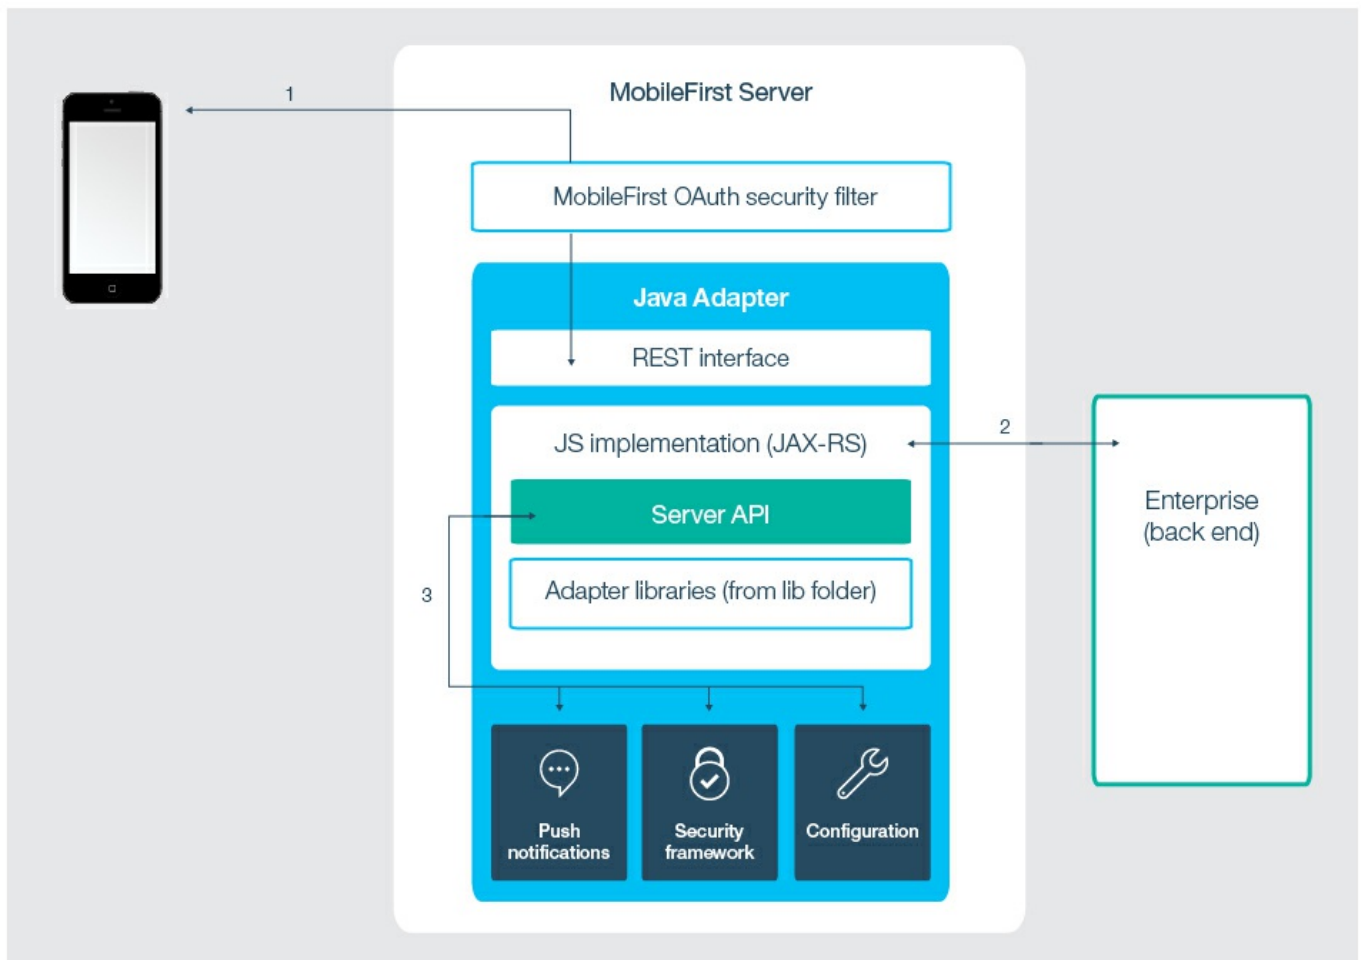 MobileFirst Server
1
MobileFirst OAuth security filter
Java Adapter
REST interface
JS implementation (JAX-RS)
2
Server API
Enterprise
(back end)
Adapter libraries (from lib folder)
3
Push
notifications
Security
framework
Configuration